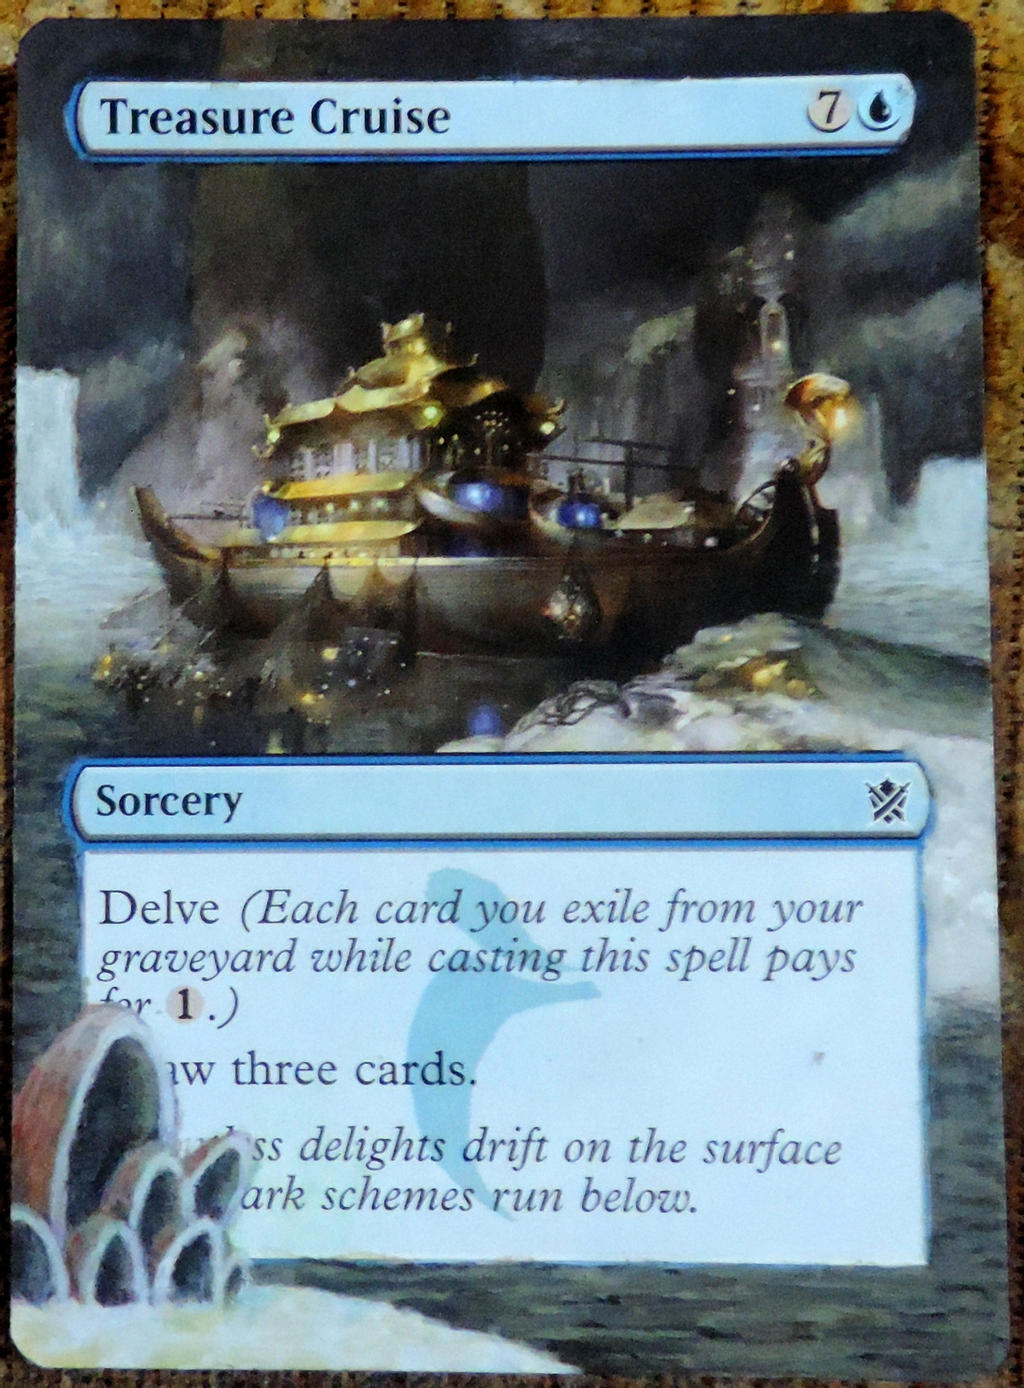 Treasure Cruise 7
Sorcery
Delve (Each card you exile from your
graveyard while casting this spell pays
for 1.)
aw three cards.
ss delights drift on the surface
ark schemes run below.